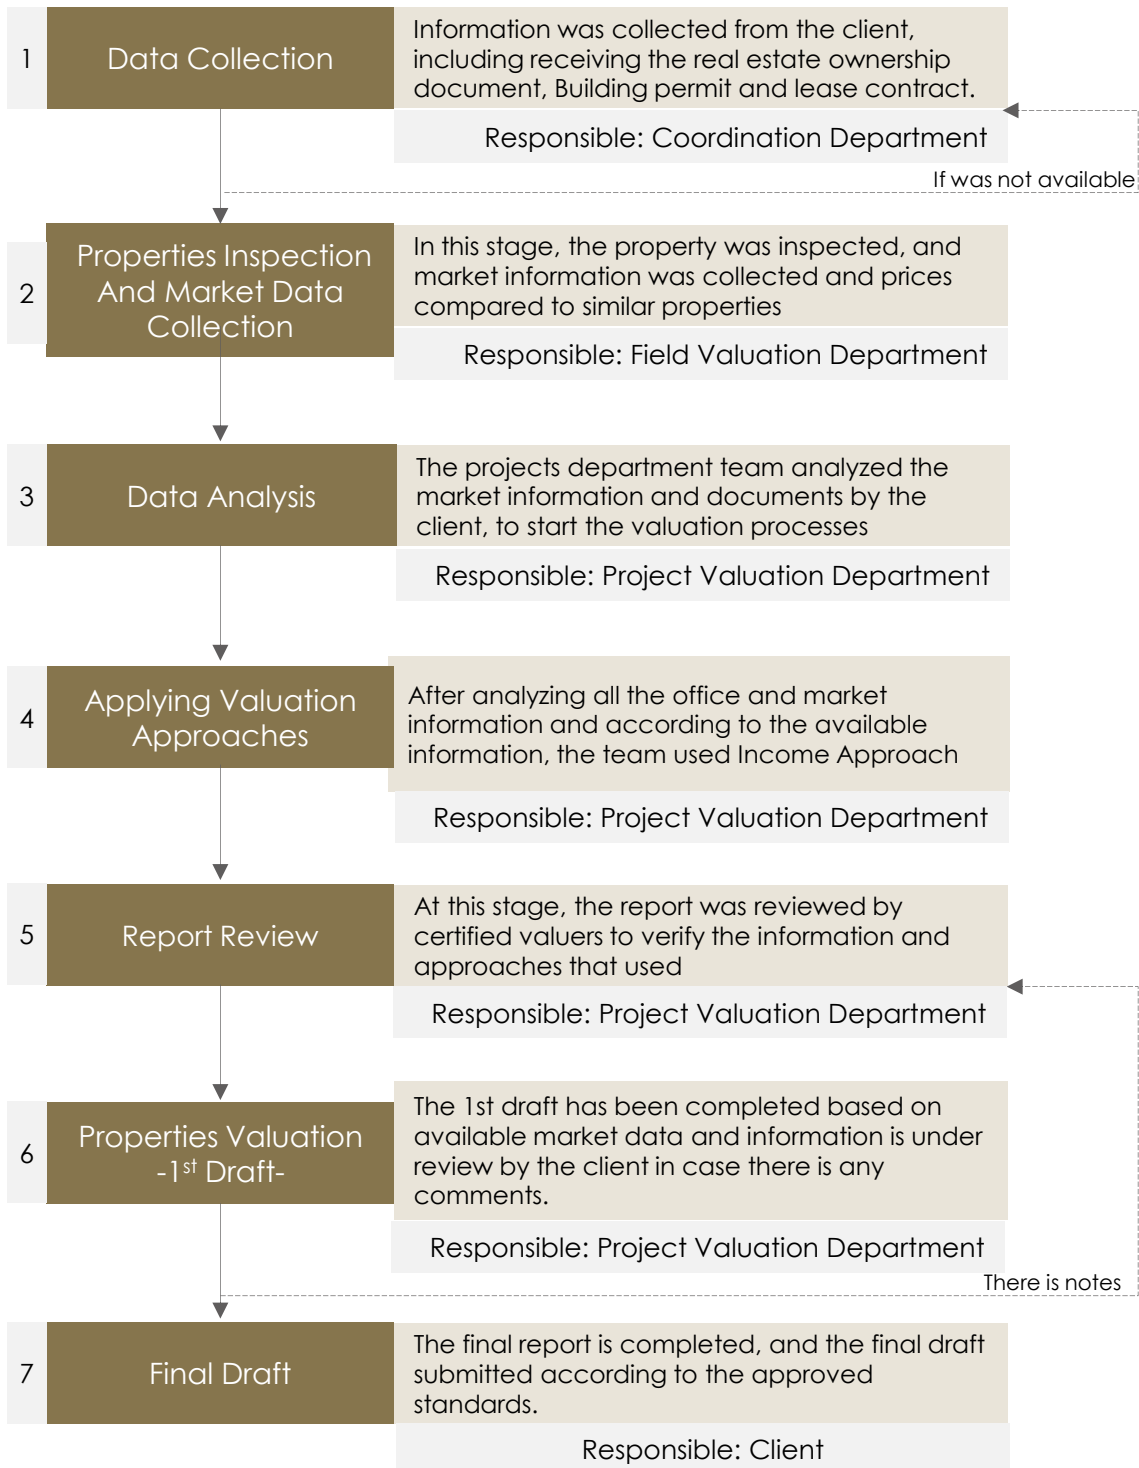 1
Data Collection
Information was collected from the client,
including receiving the real estate ownership
document, Building permit and lease contract.
Responsible: Coordination Department
If was not available
2
Properties Inspection
And Market Data
Collection
In this stage, the property was inspected, and
market information was collected and prices
compared to similar properties
Responsible: Field Valuation Department
3
Data Analysis
The projects department team analyzed the
market information and documents by the
client, to start the valuation processes
Responsible: Project Valuation Department
4
Applying Valuation
Approaches
After analyzing all the office and market
information and according to the available
information, the team used Income Approach
Responsible: Project Valuation Department
5
Report Review
At this stage, the report was reviewed by
certified valuers to verify the information and
approaches that used
Responsible: Project Valuation Department
6
Properties Valuation
-1st Draft-
The 1st draft has been completed based on
available market data and information is under
review by the client in case there is any
comments.
Responsible: Project Valuation Department
There is notes
7
Final Draft
The final report is completed, and the final draft
submitted according to the approved
standards.
Responsible: Client